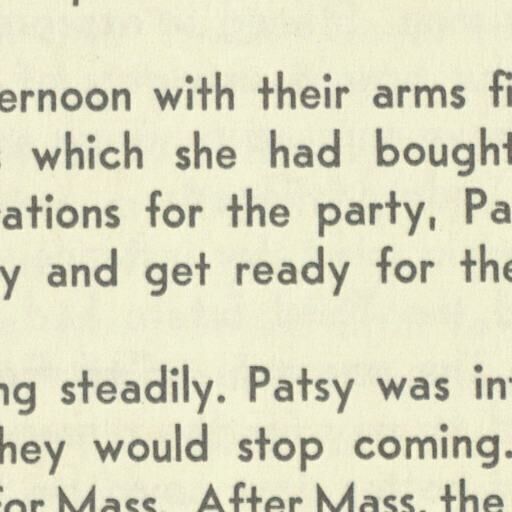 ernoon with their arms fi
which she had bought
ations for the party, Pa
y and get ready for the
ng steadily. Patsy was in
hey would stop coming.
for Mass. After Mass, the